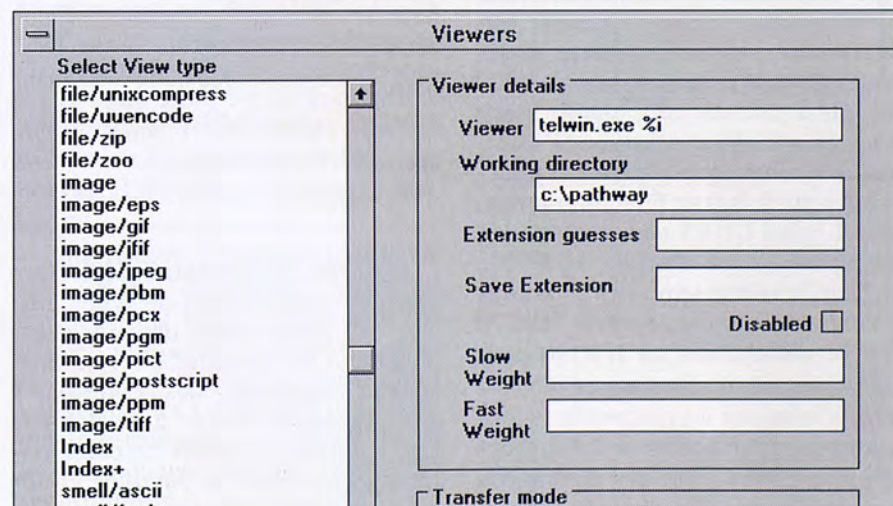 Viewers
Select View type
file/unixcompress
file/uuencode
file/zip
file/zoo
image
image/eps
image/gif
image/jfif
image/jpeg
image/pbm
image/pcx
image/pgm
image/pict
image/postscript
image/ppm
image/tiff
Index
Index+
smell/ascii
Viewer details
Viewer telwin.exe %i
Working directory
c:\pathway
Extension guesses
Save Extension
Disabled
Slow
Weight
Fast
Weight
Transfer mode